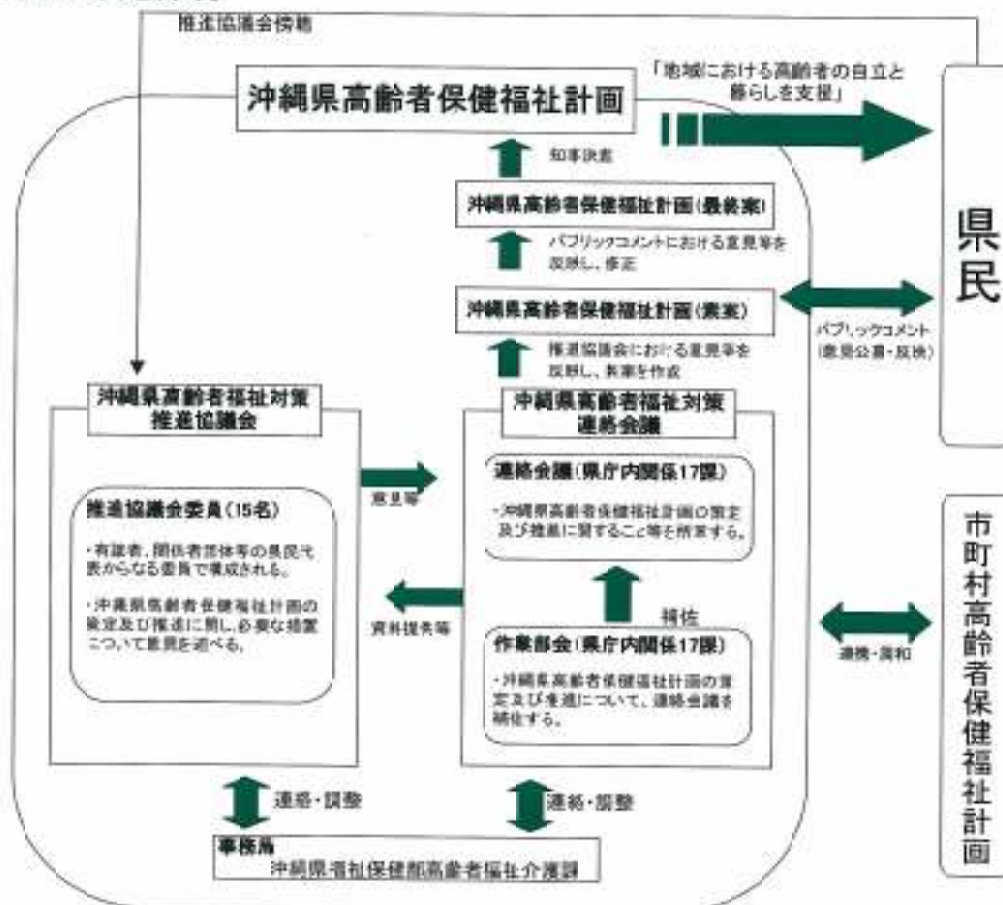 推進協議会傍聴
「地域における高齢者の自立と
暮らしを支援」
沖縄県高齢者保健福祉計画
知事決裁
沖縄県高齢者保健福祉計画(最終案)
パブリックコメントにおける意見等を
反映し、修正
沖縄県高齢者保健福祉計画(素案)
推進協議会における意見等を
反映し、素案を作成
県民
パブリックコメント
(意見公募・反映)
沖縄県高齢者福祉対策
推進協議会
推進協議会委員(15名)
・有識者、関係者団体等の県民代
表からなる委員で構成される。
・沖縄県高齢者保健福祉計画の
策定及び推進に関し、必要な措置
について意見を述べる。
意見等
資料提供等
沖縄県高齢者福祉対策
連絡会議
連絡会議(県庁内関係17課)
・沖縄県高齢者保健福祉計画の策定
及び推進に関すること等を所掌する。
補佐
作業部会(県庁内関係17課)
・沖縄県高齢者保健福祉計画の策
定及び推進について、連絡会議を
補佐する。
連携・調和
市町村高齢者保健福祉計画
連絡・調整
連絡・調整
事務局
沖縄県福祉保健部高齢者福祉介護課